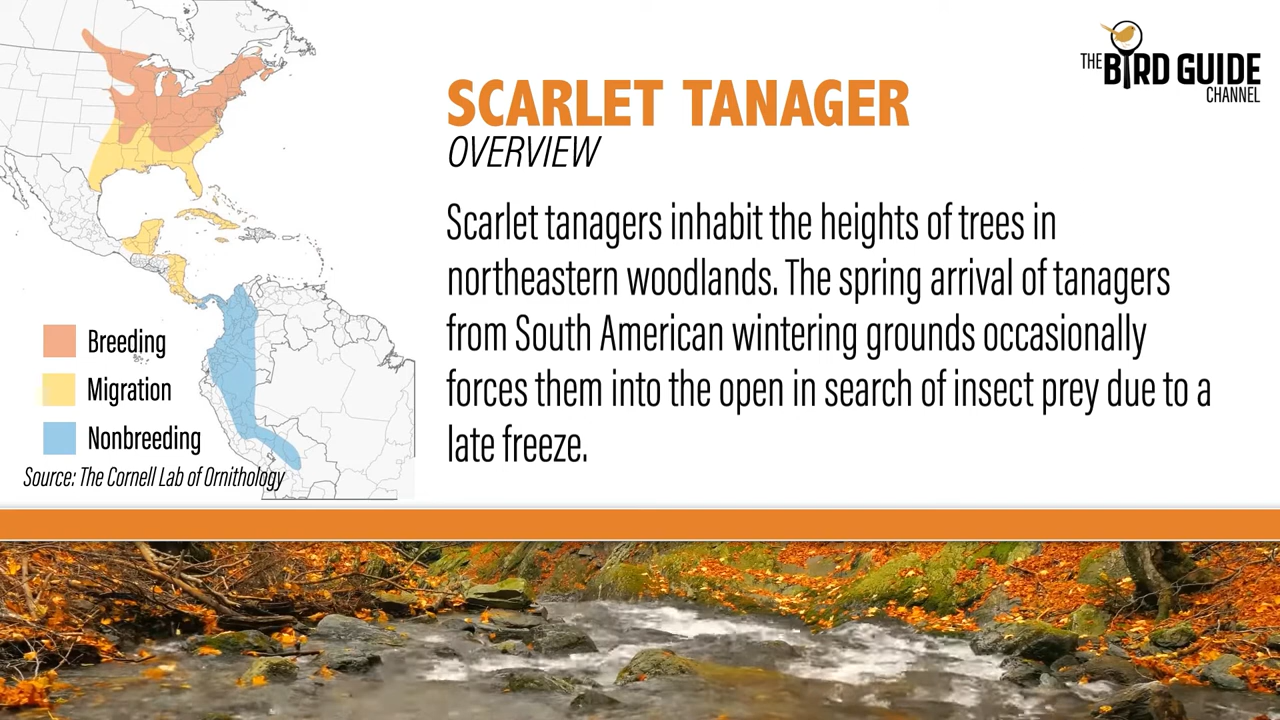 THE BIRD GUIDE
CHANNEL
SCARLET TANAGER
OVERVIEW
Scarlet tanagers inhabit the heights of trees in
northeastern woodlands. The spring arrival of tanagers
from South American wintering grounds occasionally
forces them into the open in search of insect prey due to a
late freeze.
Breeding
Migration
Nonbreeding
Source: The Cornell Lab of Ornithology